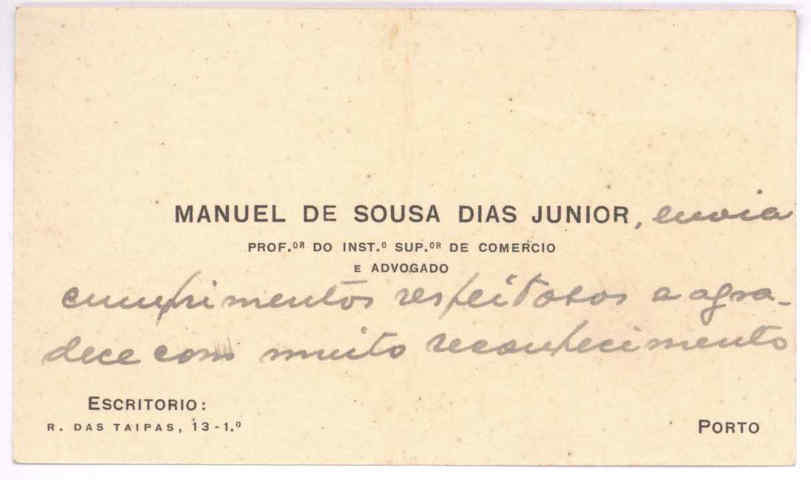 MANUEL DE SOUSA DIAS JUNIOR, envia
PROF.OR DO INST.O SUP.OR DE COMERCIO
E ADVOGADO
cumprimentos respeitosos e agra-
dece com muito reconhecimento
ESCRITORIO:
R. DAS TAIPAS, 13-1.º
PORTO